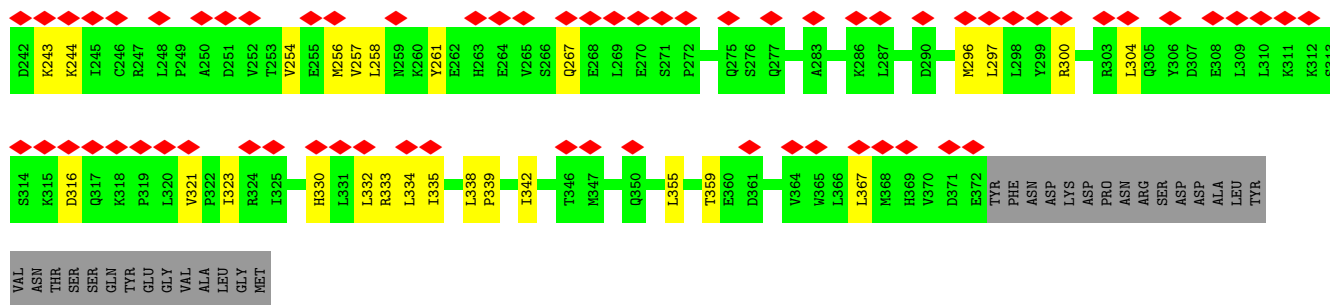 D242 K243 K244 I245 C246 R247 L248 P249 A250 D251 V252 T253 V254 E255 M256 V257 L258 N259 K260 Y261 E262 H263 E264 V265 S266 Q267 E268 L269 E270 S271 P272 Q275 S276 Q277 A283 K286 L287 D290 M296 L297 L298 Y299 R300 R303 L304 Q305 Y306 D307 E308 L309 L310 K311 K312 S313
S314 K315 D316 Q317 K318 P319 L320 V321 P322 I323 R324 I325 H330 L331 L332 R333 L334 I335 L338 P339 I342 T346 M347 Q350 L355 T359 E360 D361 V364 W365 L366 L367 M368 H369 V370 D371 E372 TYR PHE ASN ASP LYS ASP PRO ASN ARG SER ASP ASP ALA LEU TYR
VAL ASN THR SER SER GLN TYR GLU GLY VAL ALA LEU GLY MET